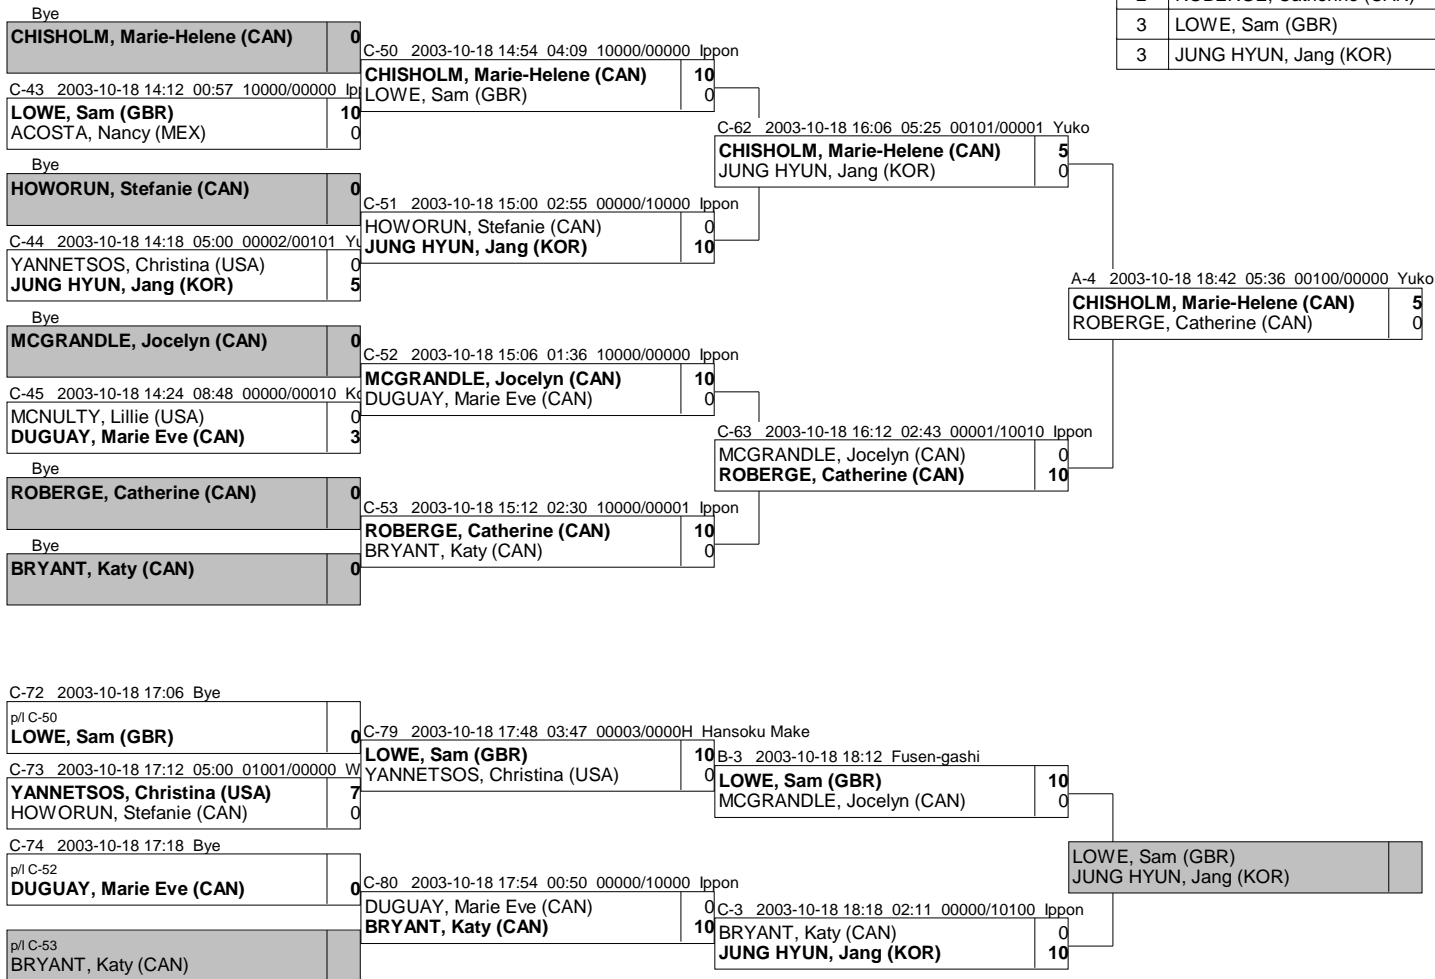 Bye
CHISHOLM, Marie-Helene (CAN) 0
C-43 2003-10-18 14:12 00:57 10000/00000
LOWE, Sam (GBR) 10
ACOSTA, Nancy (MEX) 0
Bye
HOWORUN, Stefanie (CAN) 0
C-44 2003-10-18 14:18 05:00 00002/00101
YANNETSOS, Christina (USA) 0
JUNG HYUN, Jang (KOR) 5
Bye
MCGRANDLE, Jocelyn (CAN) 0
C-45 2003-10-18 14:24 08:48 00000/00010
MCNULTY, Lillie (USA) 0
DUGUAY, Marie Eve (CAN) 3
Bye
ROBERGE, Catherine (CAN) 0
Bye
BRYANT, Katy (CAN) 0
C-50 2003-10-18 14:54 04:09 10000/00000 Ippon
CHISHOLM, Marie-Helene (CAN) 10
LOWE, Sam (GBR) 0
C-51 2003-10-18 15:00 02:55 00000/10000 Ippon
HOWORUN, Stefanie (CAN) 0
JUNG HYUN, Jang (KOR) 10
C-52 2003-10-18 15:06 01:36 10000/00000 Ippon
MCGRANDLE, Jocelyn (CAN) 10
DUGUAY, Marie Eve (CAN) 0
C-53 2003-10-18 15:12 02:30 10000/00001 Ippon
ROBERGE, Catherine (CAN) 10
BRYANT, Katy (CAN) 0
C-62 2003-10-18 16:06 05:25 00101/00001 Yuko
CHISHOLM, Marie-Helene (CAN) 5
JUNG HYUN, Jang (KOR) 0
C-63 2003-10-18 16:12 02:43 00001/10010 Ippon
MCGRANDLE, Jocelyn (CAN) 0
ROBERGE, Catherine (CAN) 10
3 LOWE, Sam (GBR)
3 JUNG HYUN, Jang (KOR)
A-4 2003-10-18 18:42 05:36 00100/00000 Yuko
CHISHOLM, Marie-Helene (CAN) 5
ROBERGE, Catherine (CAN) 0
C-72 2003-10-18 17:06 Bye
p/l C-50
LOWE, Sam (GBR) 0
C-73 2003-10-18 17:12 05:00 01001/00000 W
YANNETSOS, Christina (USA) 7
HOWORUN, Stefanie (CAN) 0
C-74 2003-10-18 17:18 Bye
p/l C-52
DUGUAY, Marie Eve (CAN) 0
p/l C-53
BRYANT, Katy (CAN)
C-79 2003-10-18 17:48 03:47 00003/0000H Hansoku Make
LOWE, Sam (GBR) 10
YANNETSOS, Christina (USA) 0
C-80 2003-10-18 17:54 00:50 00000/10000 Ippon
DUGUAY, Marie Eve (CAN) 0
BRYANT, Katy (CAN) 10
B-3 2003-10-18 18:12 Fusen-gashi
LOWE, Sam (GBR) 10
MCGRANDLE, Jocelyn (CAN) 0
C-3 2003-10-18 18:18 02:11 00000/10100 Ippon
BRYANT, Katy (CAN) 0
JUNG HYUN, Jang (KOR) 10
LOWE, Sam (GBR)
JUNG HYUN, Jang (KOR)